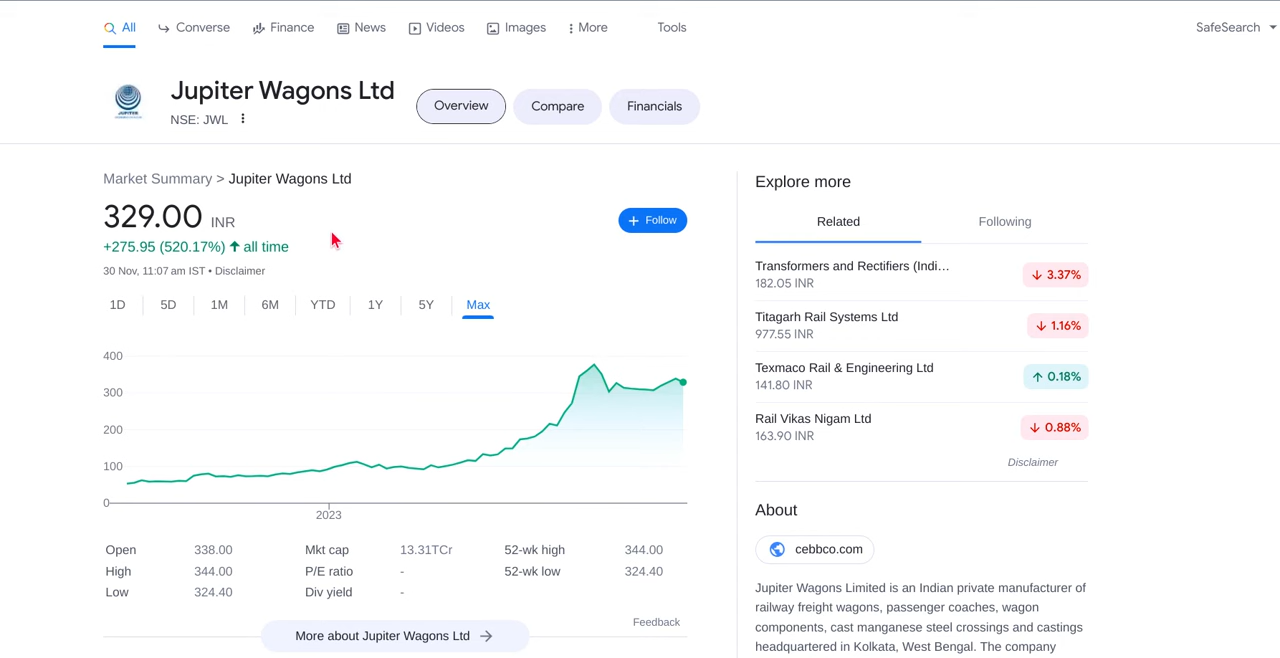 All Converse Finance News Videos Images More Tools SafeSearch
Jupiter Wagons Ltd
NSE: JWL
Overview Compare Financials
JUPITER
Market Summary > Jupiter Wagons Ltd
329.00 INR
+ Follow
+275.95 (520.17%) ↑ all time
30 Nov, 11:07 am IST • Disclaimer
1D 5D 1M 6M YTD 1Y 5Y Max
400
300
200
100
0
2023
Open 338.00 Mkt cap 13.31TCr 52-wk high 344.00
High 344.00 P/E ratio - 52-wk low 324.40
Low 324.40 Div yield -
Feedback
More about Jupiter Wagons Ltd →
Explore more
Related Following
Transformers and Rectifiers (Indi… ↓ 3.37%
182.05 INR
Titagarh Rail Systems Ltd ↓ 1.16%
977.55 INR
Texmaco Rail & Engineering Ltd ↑ 0.18%
141.80 INR
Rail Vikas Nigam Ltd ↓ 0.88%
163.90 INR
Disclaimer
About
cebbco.com
Jupiter Wagons Limited is an Indian private manufacturer of
railway freight wagons, passenger coaches, wagon
components, cast manganese steel crossings and castings
headquartered in Kolkata, West Bengal. The company